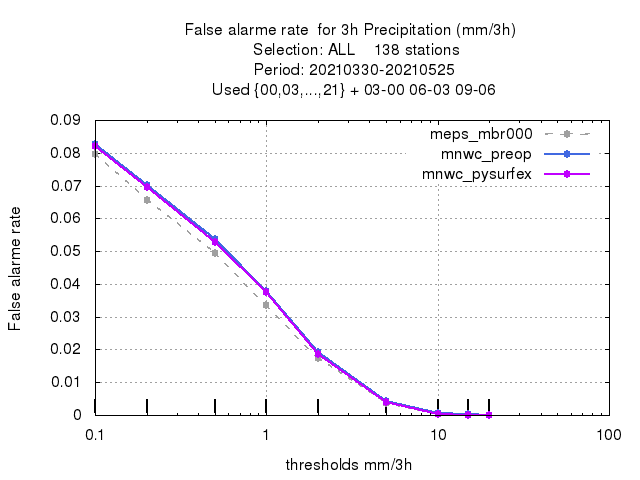 False alarme rate  for 3h Precipitation (mm/3h)
Selection: ALL    138 stations
Period: 20210330-20210525
Used {00,03,...,21} + 03-00 06-03 09-06
meps_mbr000
mnwc_preop
mnwc_pysurfex
0.09
0.08
0.07
0.06
0.05
0.04
0.03
0.02
0.01
0
False alarme rate
0.1 1 10 100
thresholds mm/3h